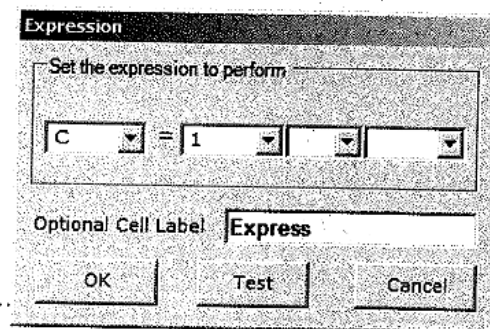 Expression
Set the expression to perform
C = 1
Optional Cell Label Express
OK Test Cancel